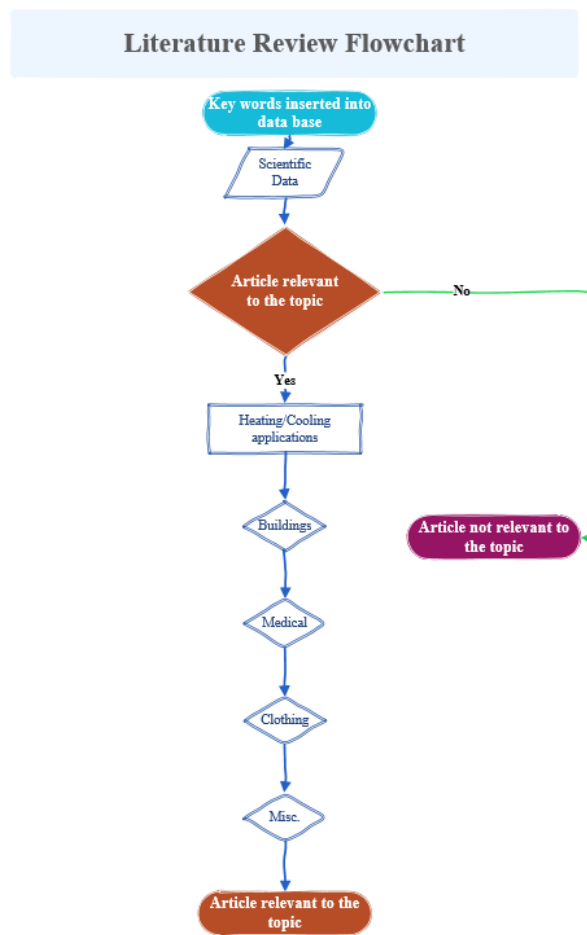 Literature Review Flowchart
Key words inserted into
data base
Scientific
Data
Article relevant
to the topic
No
Yes
Heating/Cooling
applications
Buildings
Article not relevant to
the topic
Medical
Clothing
Misc.
Article relevant to the
topic